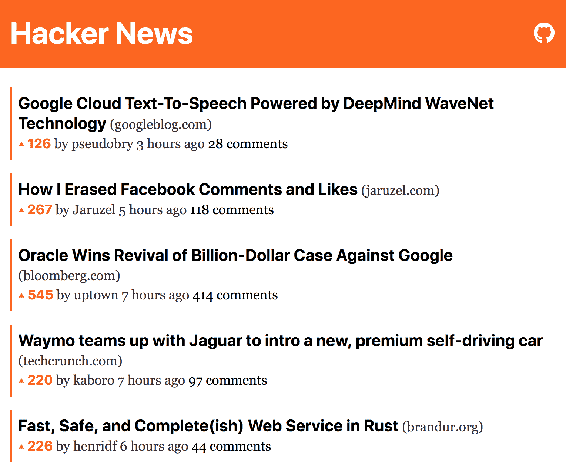 Hacker News
Google Cloud Text-To-Speech Powered by DeepMind WaveNet
Technology (googleblog.com)
▲ 126 by pseudobry 3 hours ago 28 comments
How I Erased Facebook Comments and Likes (jaruzel.com)
▲ 267 by Jaruzel 5 hours ago 118 comments
Oracle Wins Revival of Billion-Dollar Case Against Google
(bloomberg.com)
▲ 545 by uptown 7 hours ago 414 comments
Waymo teams up with Jaguar to intro a new, premium self-driving car
(techcrunch.com)
▲ 220 by kaboro 7 hours ago 97 comments
Fast, Safe, and Complete(ish) Web Service in Rust (brandur.org)
▲ 226 by henridf 6 hours ago 44 comments